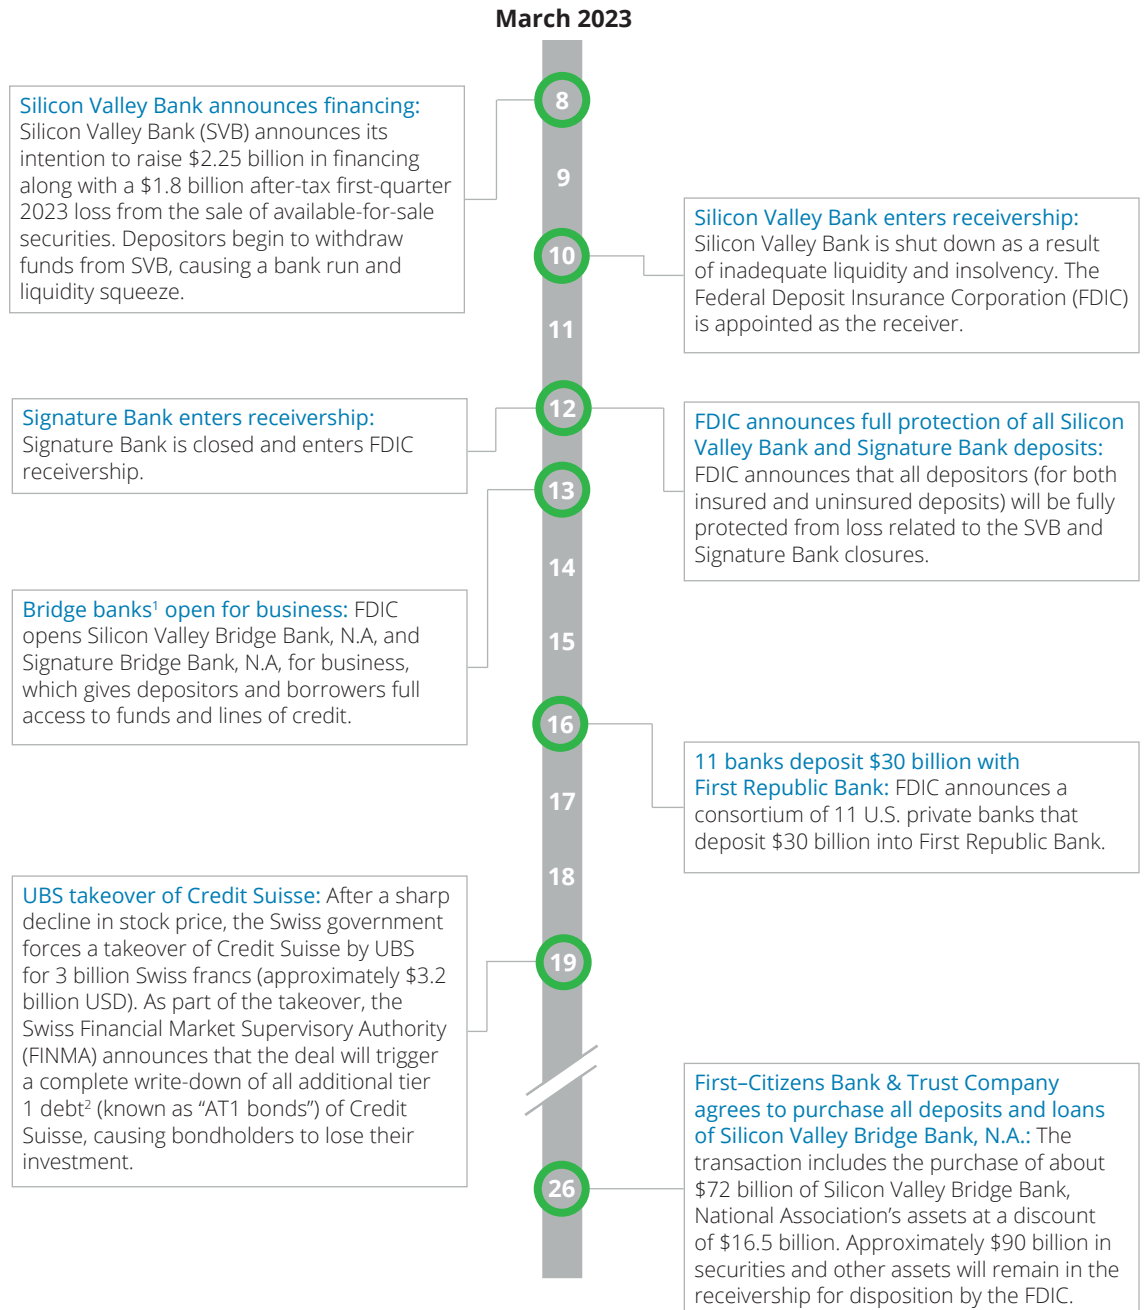 March 2023
8
Silicon Valley Bank announces financing:
Silicon Valley Bank (SVB) announces its
intention to raise $2.25 billion in financing
along with a $1.8 billion after-tax first-quarter
2023 loss from the sale of available-for-sale
securities. Depositors begin to withdraw
funds from SVB, causing a bank run and
liquidity squeeze.
9
10
Silicon Valley Bank enters receivership:
Silicon Valley Bank is shut down as a result
of inadequate liquidity and insolvency. The
Federal Deposit Insurance Corporation (FDIC)
is appointed as the receiver.
11
12
Signature Bank enters receivership:
Signature Bank is closed and enters FDIC
receivership.
FDIC announces full protection of all Silicon
Valley Bank and Signature Bank deposits:
FDIC announces that all depositors (for both
insured and uninsured deposits) will be fully
protected from loss related to the SVB and
Signature Bank closures.
13
Bridge banks¹ open for business: FDIC
opens Silicon Valley Bridge Bank, N.A, and
Signature Bridge Bank, N.A, for business,
which gives depositors and borrowers full
access to funds and lines of credit.
14
15
16
11 banks deposit $30 billion with
First Republic Bank: FDIC announces a
consortium of 11 U.S. private banks that
deposit $30 billion into First Republic Bank.
17
18
19
UBS takeover of Credit Suisse: After a sharp
decline in stock price, the Swiss government
forces a takeover of Credit Suisse by UBS
for 3 billion Swiss francs (approximately $3.2
billion USD). As part of the takeover, the
Swiss Financial Market Supervisory Authority
(FINMA) announces that the deal will trigger
a complete write-down of all additional tier
1 debt² (known as “AT1 bonds”) of Credit
Suisse, causing bondholders to lose their
investment.
26
First–Citizens Bank & Trust Company
agrees to purchase all deposits and loans
of Silicon Valley Bridge Bank, N.A.: The
transaction includes the purchase of about
$72 billion of Silicon Valley Bridge Bank,
National Association’s assets at a discount
of $16.5 billion. Approximately $90 billion in
securities and other assets will remain in the
receivership for disposition by the FDIC.